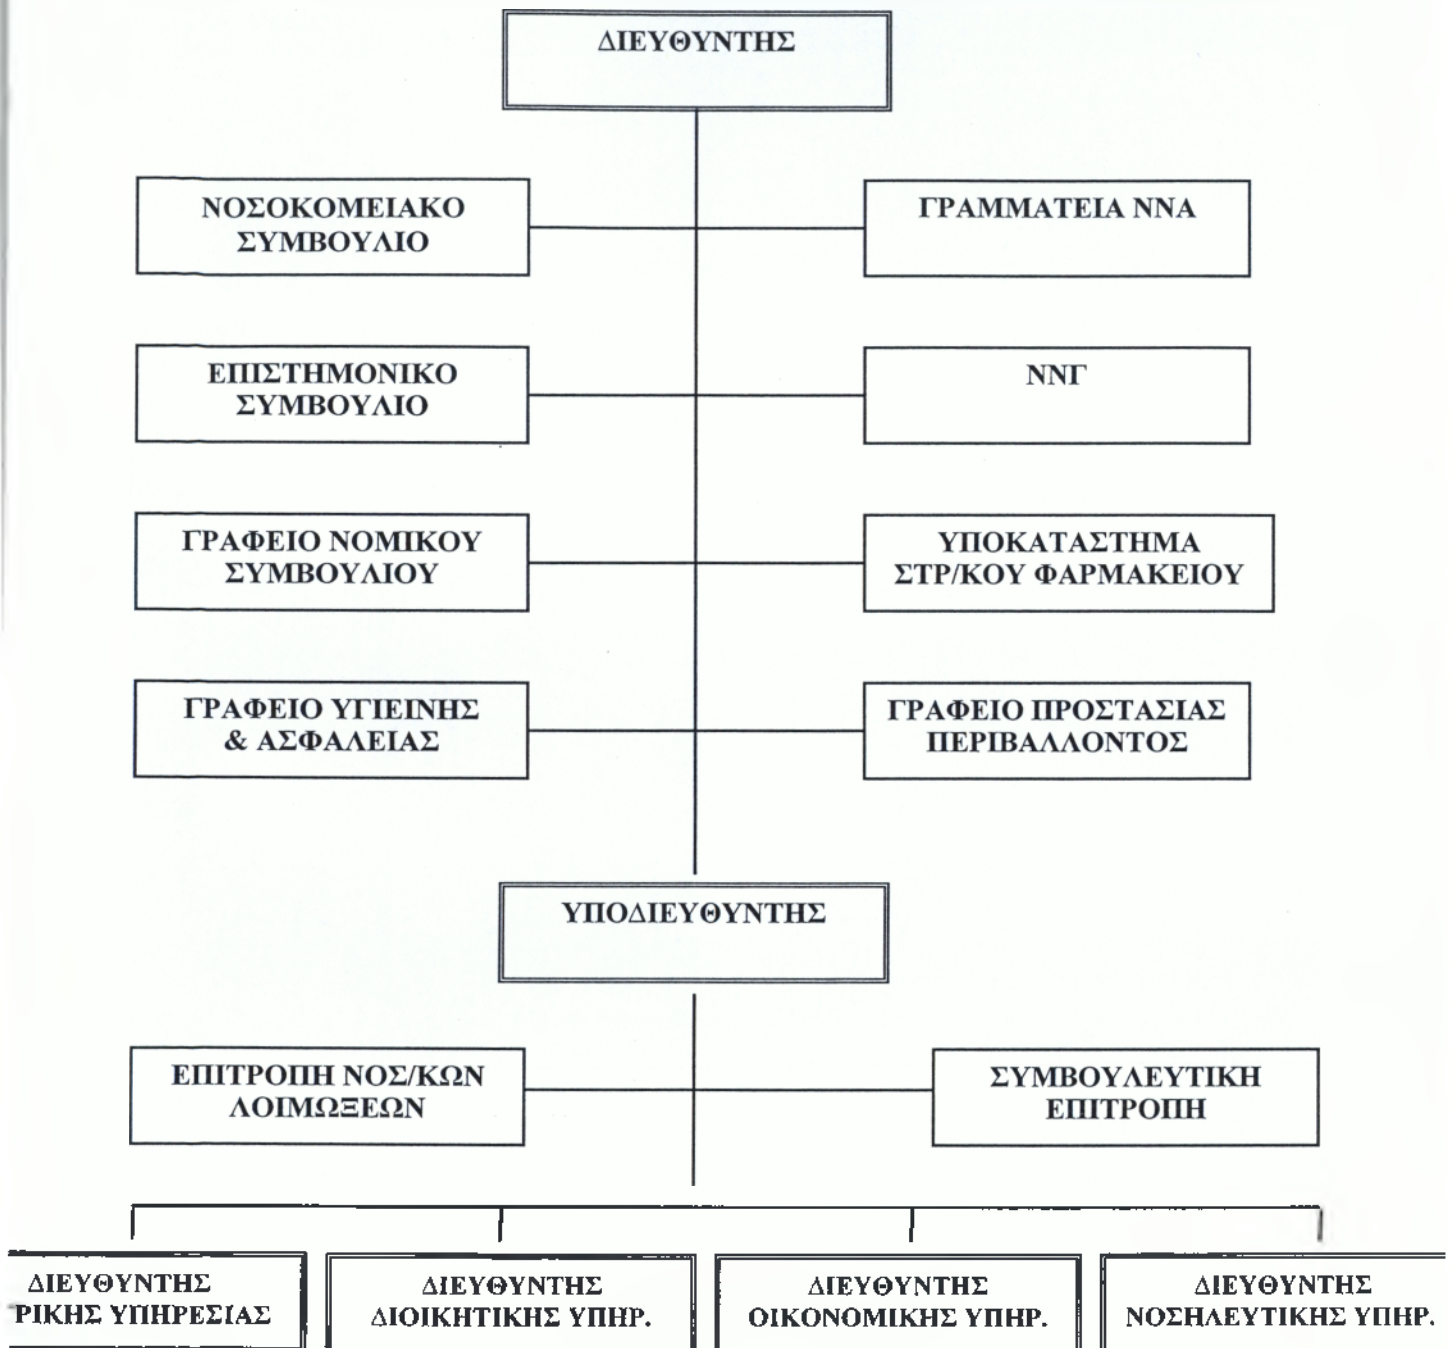 ΔΙΕΥΘΥΝΤΗΣ
ΝΟΣΟΚΟΜΕΙΑΚΟ
ΣΥΜΒΟΥΛΙΟ
ΓΡΑΜΜΑΤΕΙΑ ΝΝΑ
ΕΠΙΣΤΗΜΟΝΙΚΟ
ΣΥΜΒΟΥΛΙΟ
ΝΝΓ
ΓΡΑΦΕΙΟ ΝΟΜΙΚΟΥ
ΣΥΜΒΟΥΛΙΟΥ
ΥΠΟΚΑΤΑΣΤΗΜΑ
ΣΤΡ/ΚΟΥ ΦΑΡΜΑΚΕΙΟΥ
ΓΡΑΦΕΙΟ ΥΓΙΕΙΝΗΣ
& ΑΣΦΑΛΕΙΑΣ
ΓΡΑΦΕΙΟ ΠΡΟΣΤΑΣΙΑΣ
ΠΕΡΙΒΑΛΛΟΝΤΟΣ
ΥΠΟΔΙΕΥΘΥΝΤΗΣ
ΕΠΙΤΡΟΠΗ ΝΟΣ/ΚΩΝ
ΛΟΙΜΩΞΕΩΝ
ΣΥΜΒΟΥΛΕΥΤΙΚΗ
ΕΠΙΤΡΟΠΗ
ΔΙΕΥΘΥΝΤΗΣ
ΡΙΚΗΣ ΥΠΗΡΕΣΙΑΣ
ΔΙΕΥΘΥΝΤΗΣ
ΔΙΟΙΚΗΤΙΚΗΣ ΥΠΗΡ.
ΔΙΕΥΘΥΝΤΗΣ
ΟΙΚΟΝΟΜΙΚΗΣ ΥΠΗΡ.
ΔΙΕΥΘΥΝΤΗΣ
ΝΟΣΗΛΕΥΤΙΚΗΣ ΥΠΗΡ.